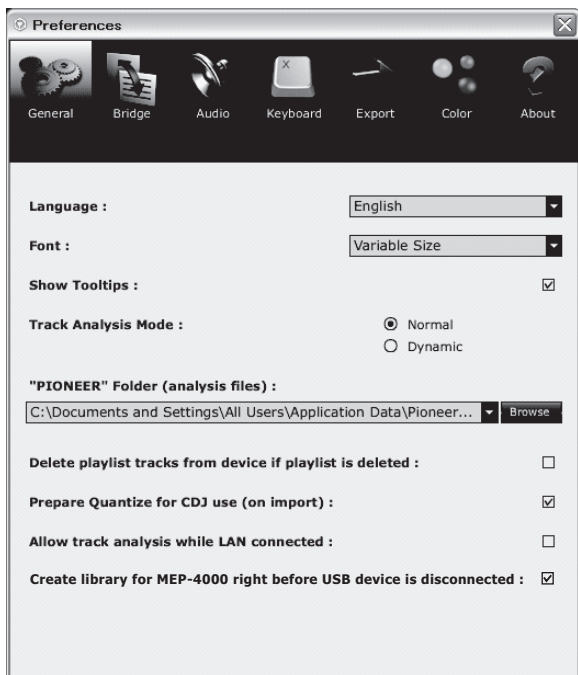 Preferences
X
General Bridge Audio Keyboard Export Color About
Language : English
Font : Variable Size
Show Tooltips :
Track Analysis Mode : Normal
Dynamic
"PIONEER" Folder (analysis files) :
C:\Documents and Settings\All Users\Application Data\Pioneer... Browse
Delete playlist tracks from device if playlist is deleted :
Prepare Quantize for CDJ use (on import) :
Allow track analysis while LAN connected :
Create library for MEP-4000 right before USB device is disconnected :